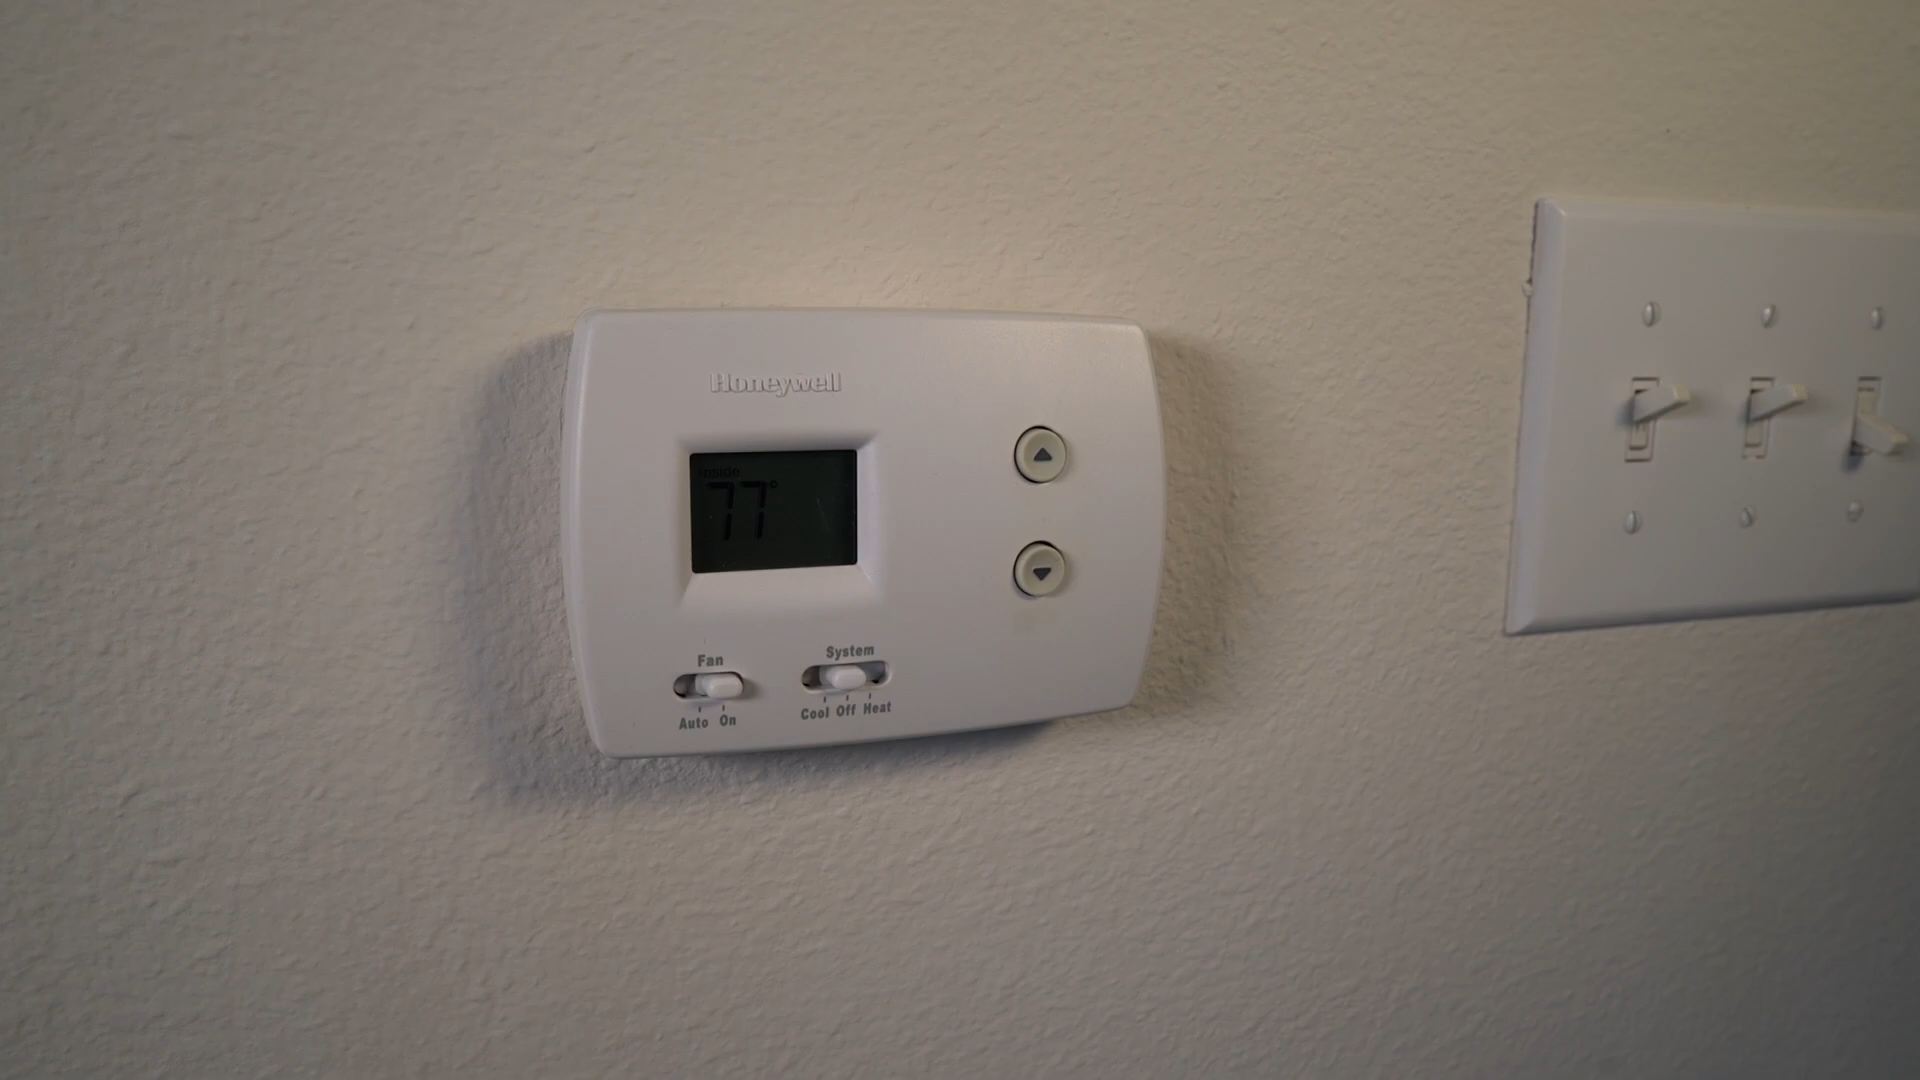 Honeywell
Inside
77°
Fan
System
Auto On
Cool Off Heat